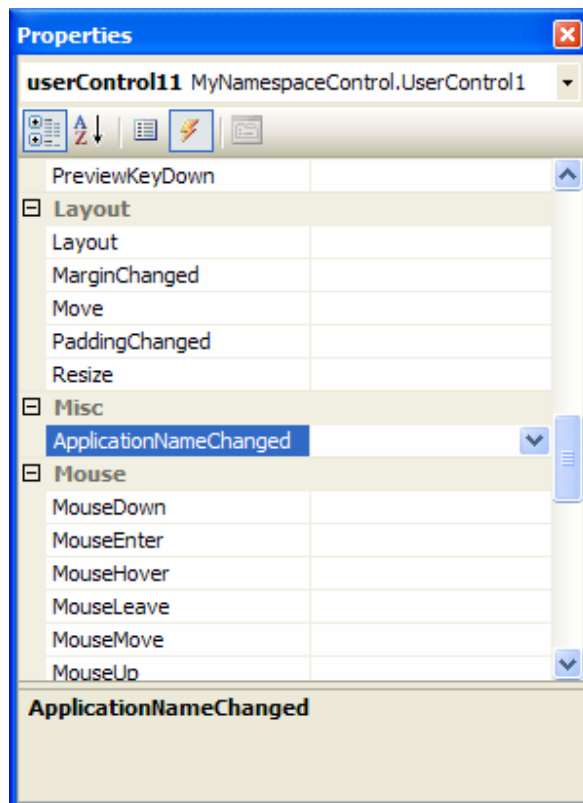 Properties
userControl11 MyNamespaceControl.UserControl1
A
Z
PreviewKeyDown
Layout
Layout
MarginChanged
Move
PaddingChanged
Resize
Misc
ApplicationNameChanged
Mouse
MouseDown
MouseEnter
MouseHover
MouseLeave
MouseMove
MouseUp
ApplicationNameChanged